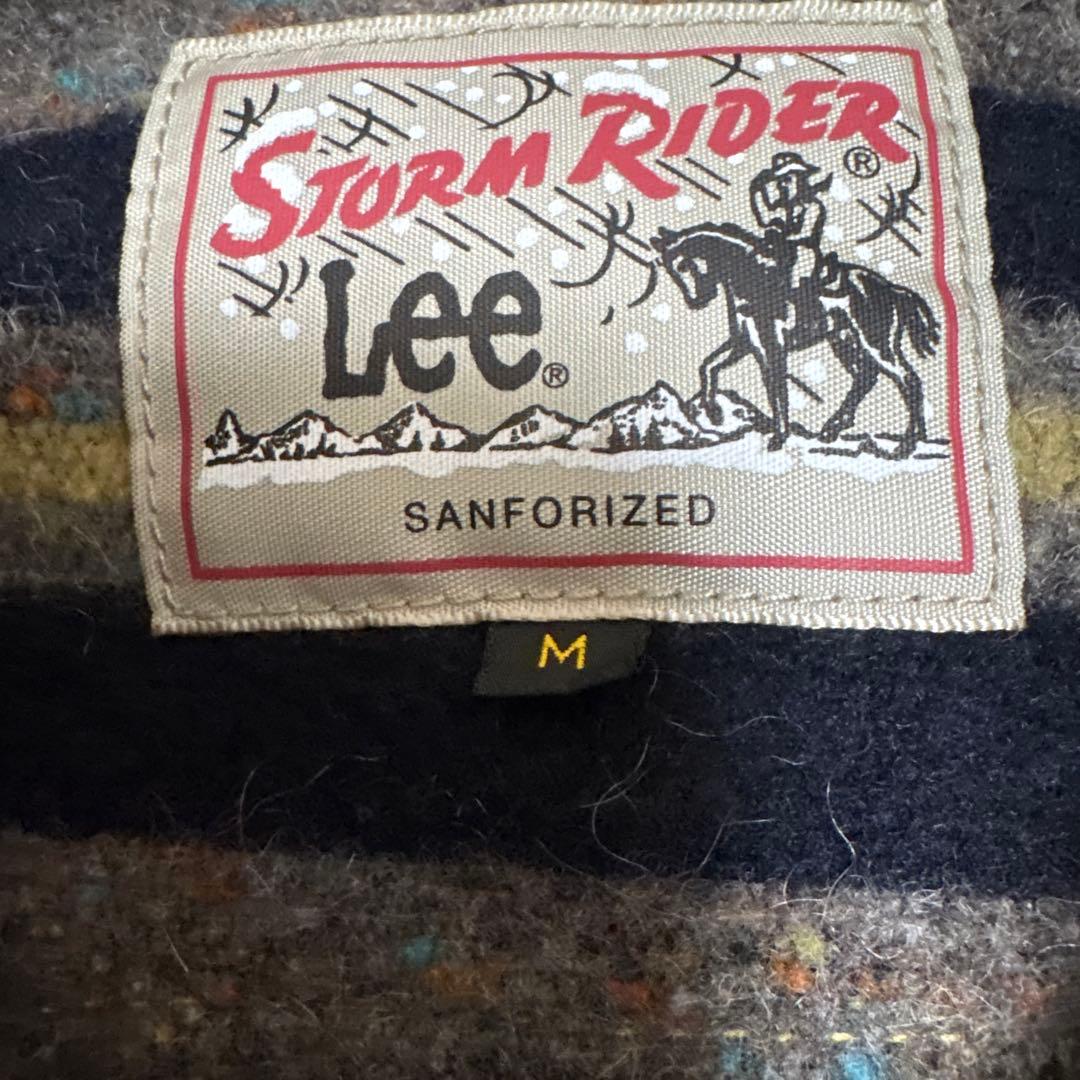 STORM RIDER ®
Lee ®
SANFORIZED
M